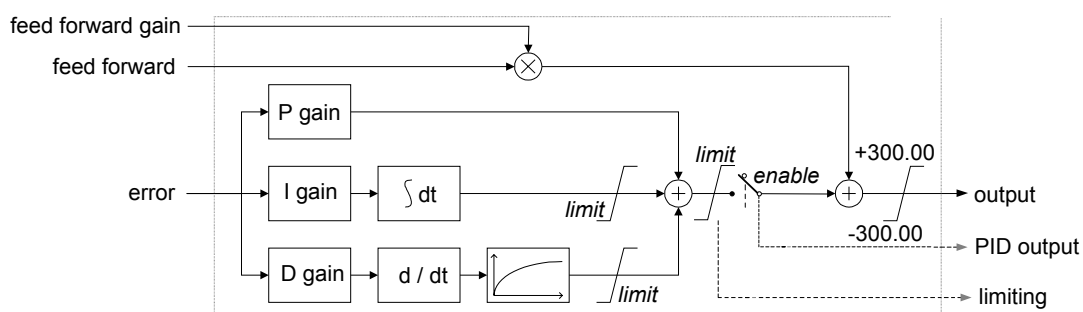 feed forward gain
feed forward
P gain
limit
+300.00
enable
error
I gain
∫ dt
limit
output
-300.00
PID output
D gain
d / dt
limit
limiting